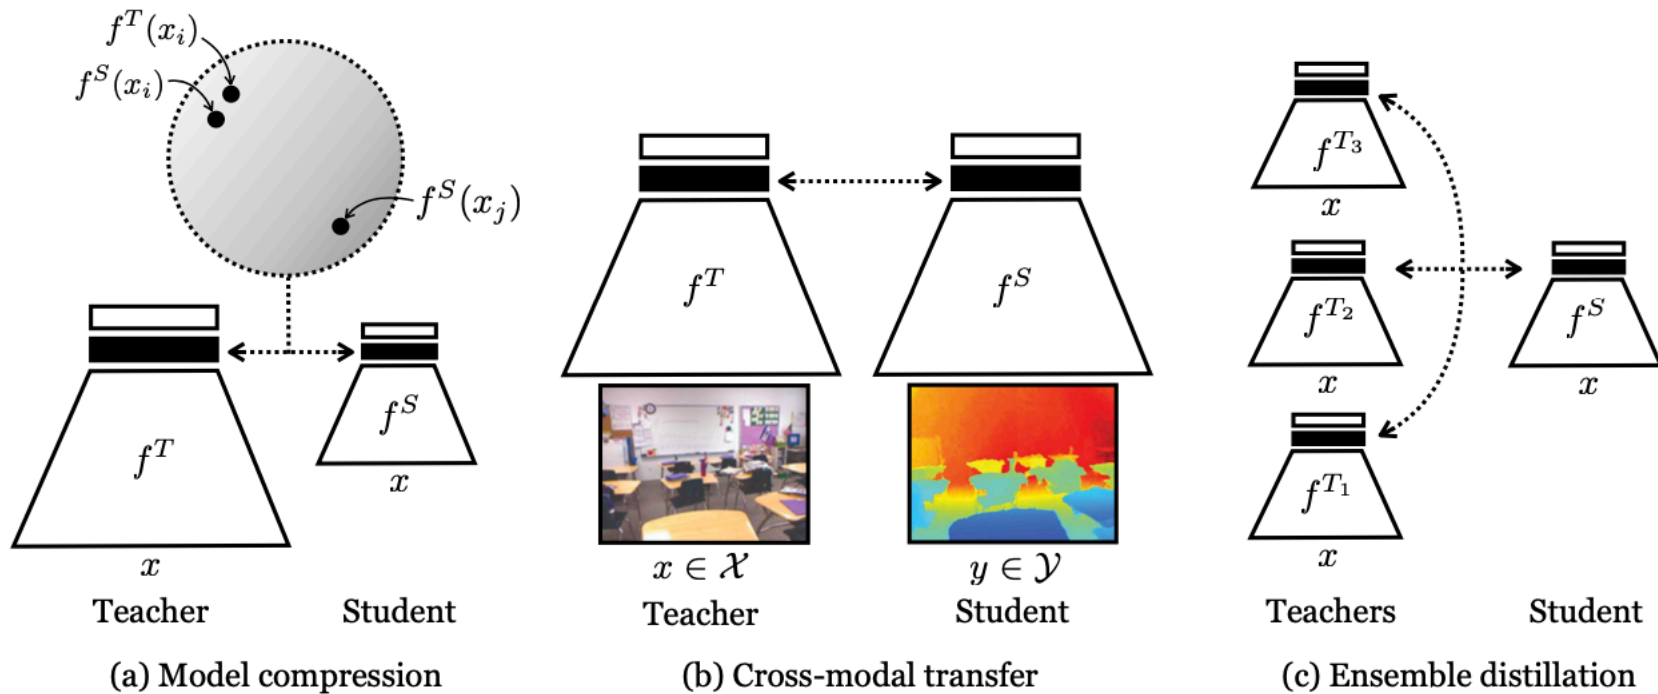 f^T(x_i)
f^S(x_i)
f^S(x_j)
f^T
f^S
x
x
Teacher Student
(a) Model compression
f^T
f^S
x ∈ 𝒳
y ∈ 𝒴
Teacher Student
(b) Cross-modal transfer
f^{T_3}
x
f^{T_2}
f^S
x
x
f^{T_1}
x
Teachers Student
(c) Ensemble distillation